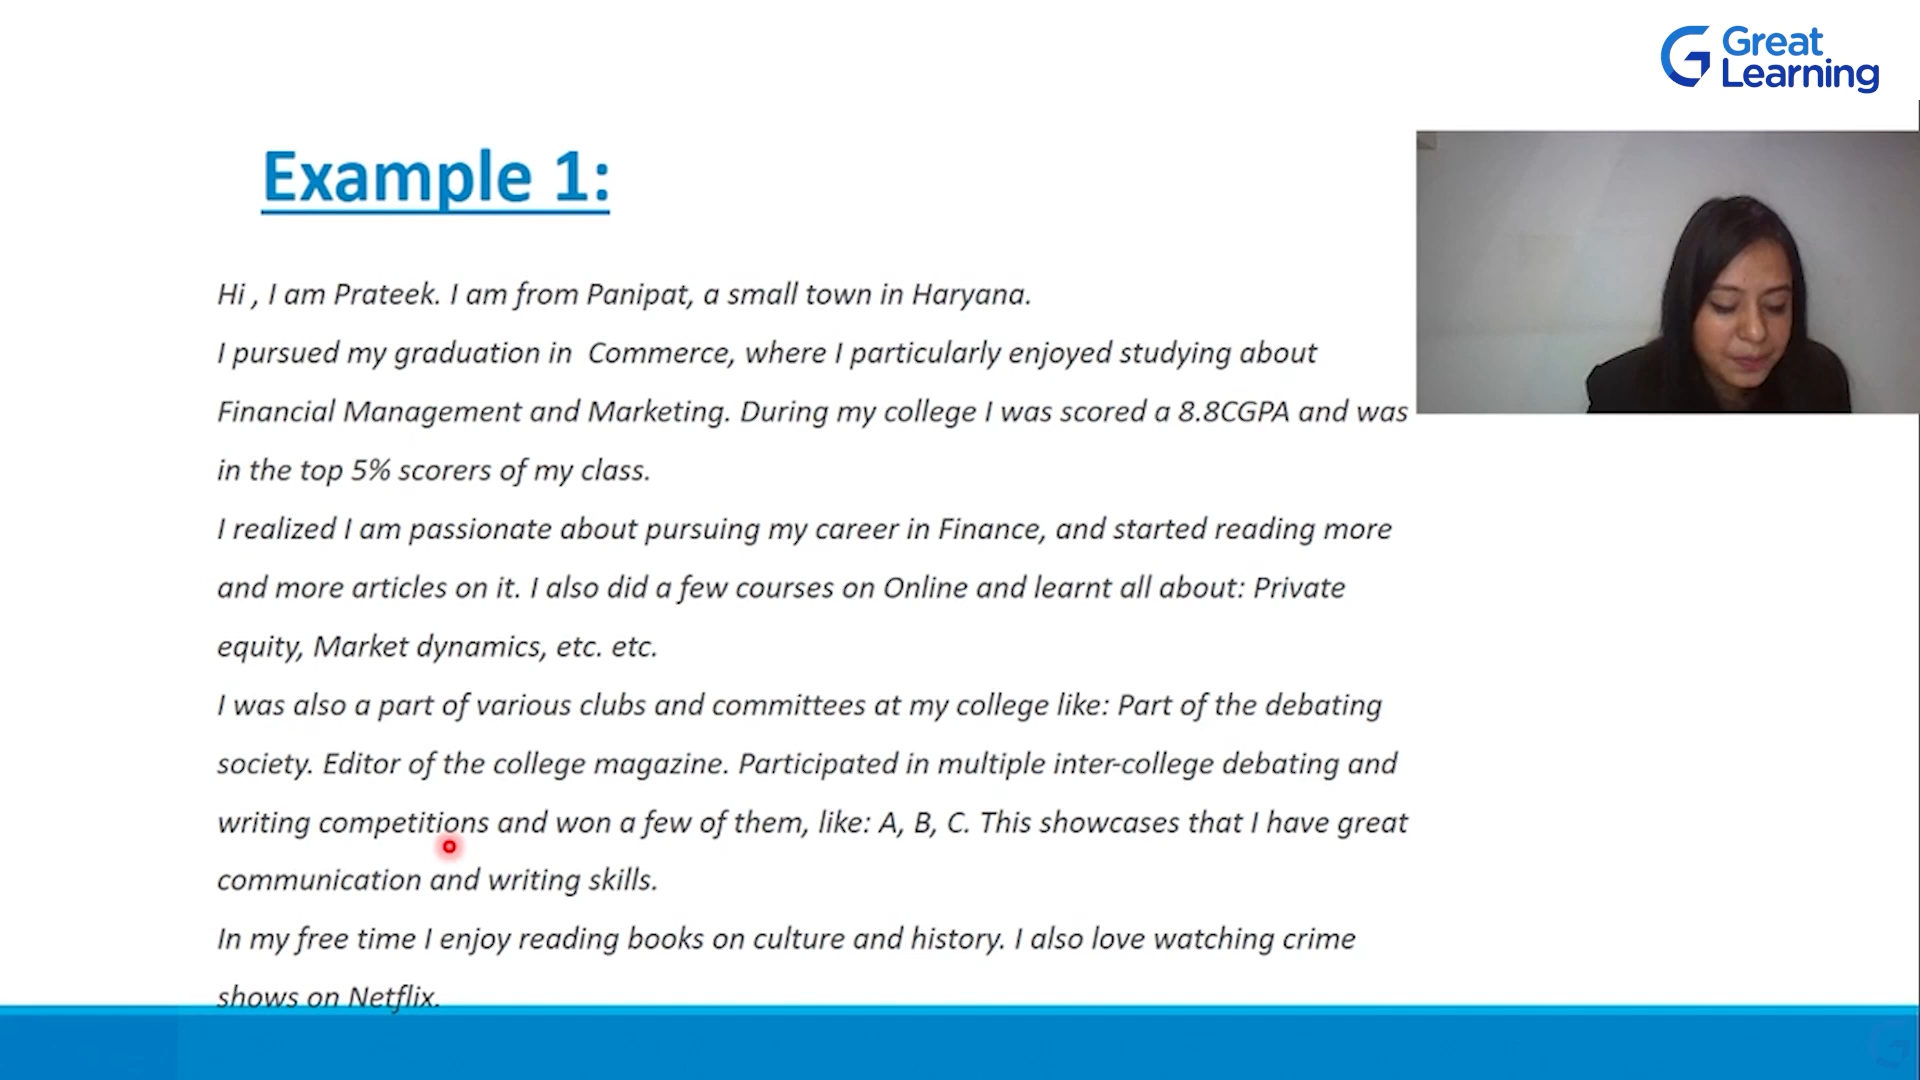 Great
Learning
Example 1:
Hi , I am Prateek. I am from Panipat, a small town in Haryana.
I pursued my graduation in  Commerce, where I particularly enjoyed studying about
Financial Management and Marketing. During my college I was scored a 8.8CGPA and was
in the top 5% scorers of my class.
I realized I am passionate about pursuing my career in Finance, and started reading more
and more articles on it. I also did a few courses on Online and learnt all about: Private
equity, Market dynamics, etc. etc.
I was also a part of various clubs and committees at my college like: Part of the debating
society. Editor of the college magazine. Participated in multiple inter-college debating and
writing competitions and won a few of them, like: A, B, C. This showcases that I have great
communication and writing skills.
In my free time I enjoy reading books on culture and history. I also love watching crime
shows on Netflix.